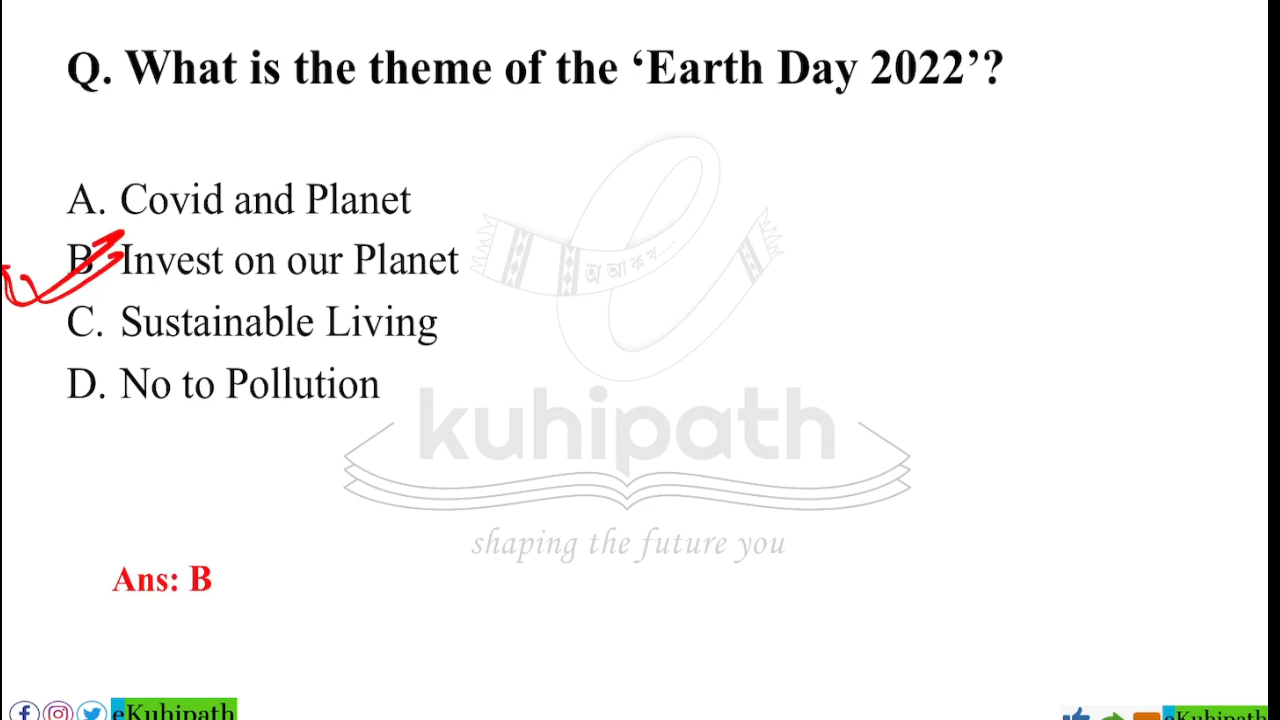 Q. What is the theme of the ‘Earth Day 2022’?
A. Covid and Planet
B Invest on our Planet
C. Sustainable Living
D. No to Pollution
অ আ ক খ.....
kuhipath
shaping the future you
Ans: B
eKuhipath
eKuhipath